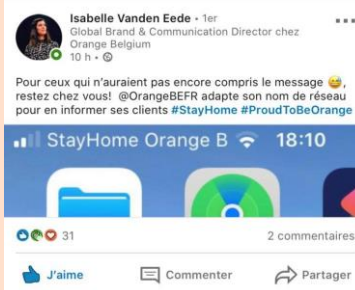 Isabelle Vanden Eede • 1er
Global Brand & Communication Director chez
Orange Belgium
10 h •
Pour ceux qui n'auraient pas encore compris le message 😅,
restez chez vous! @OrangeBEFR adapte son nom de réseau
pour en informer ses clients #StayHome #ProudToBeOrange
StayHome Orange B 18:10
31 2 commentaires
J'aime Commenter Partager